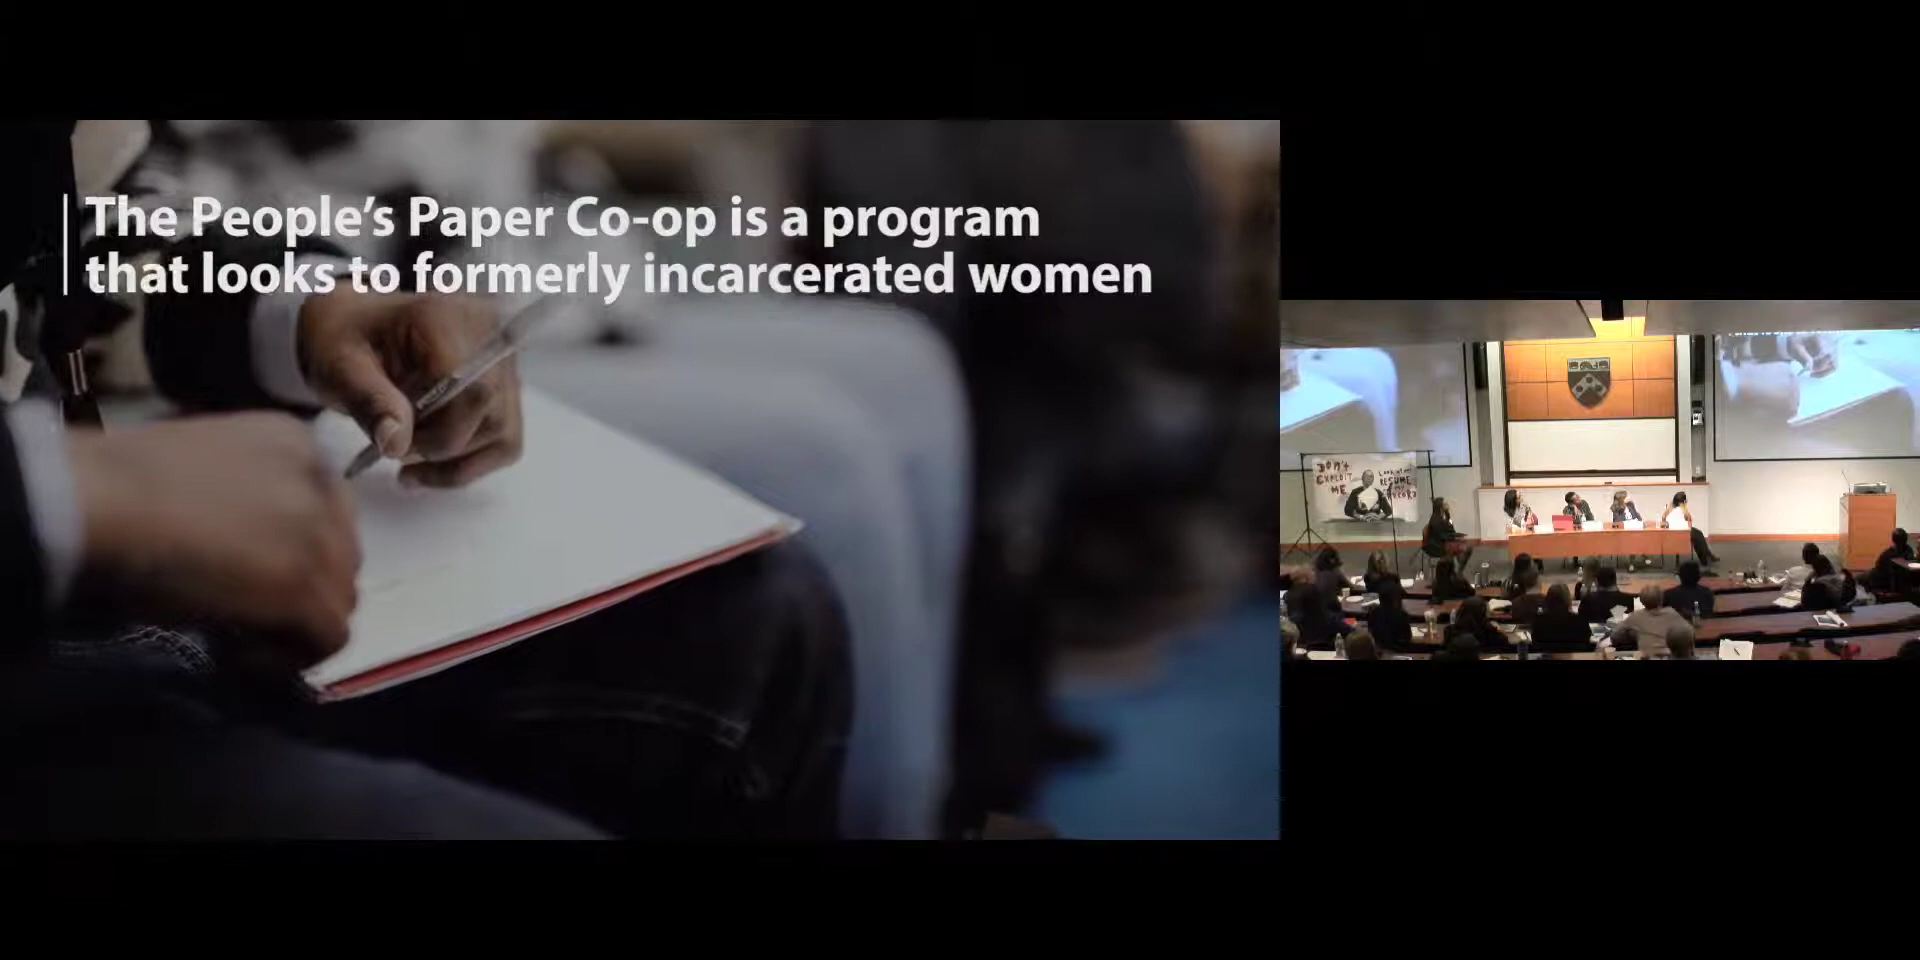 The People's Paper Co-op is a program
that looks to formerly incarcerated women
DON'T
EXPLOIT
ME
RESUME